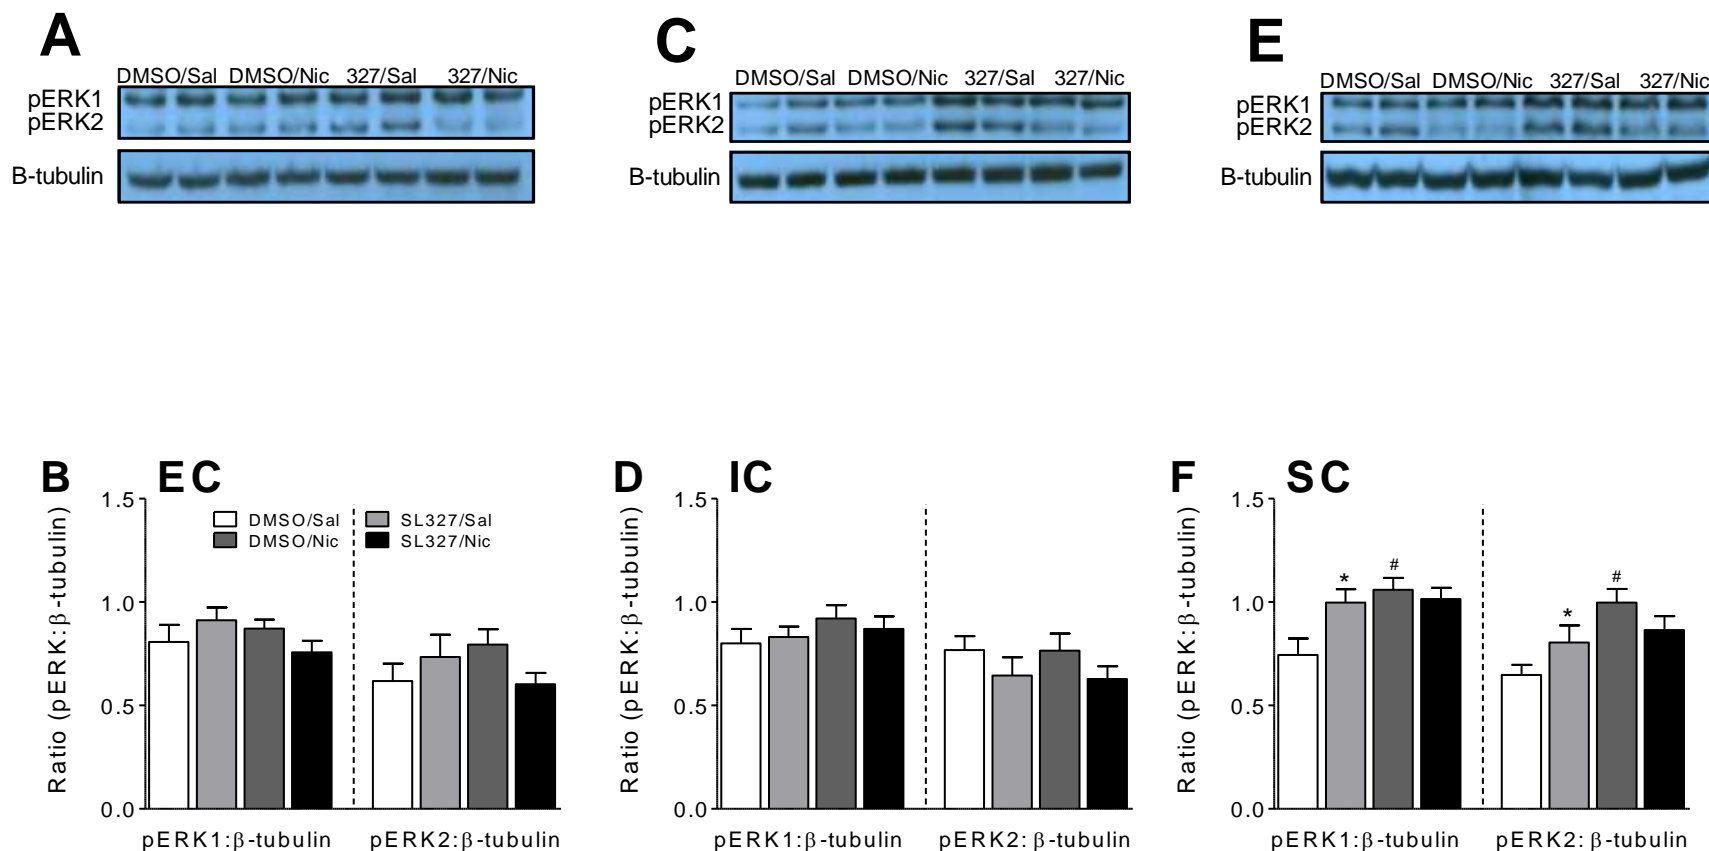 A
DMSO/Sal DMSO/Nic 327/Sal 327/Nic
pERK1
pERK2
B-tubulin
C
DMSO/Sal DMSO/Nic 327/Sal 327/Nic
pERK1
pERK2
B-tubulin
E
DMSO/Sal DMSO/Nic 327/Sal 327/Nic
pERK1
pERK2
B-tubulin
B EC
Ratio (pERK:β-tubulin)
1.5
1.0
0.5
0.0
DMSO/Sal SL327/Sal
DMSO/Nic SL327/Nic
pERK1:β-tubulin pERK2:β-tubulin
D IC
Ratio (pERK:β-tubulin)
1.5
1.0
0.5
0.0
pERK1:β-tubulin pERK2:β-tubulin
F SC
Ratio (pERK:β-tubulin)
1.5
1.0
0.5
0.0
* # * #
pERK1:β-tubulin pERK2:β-tubulin